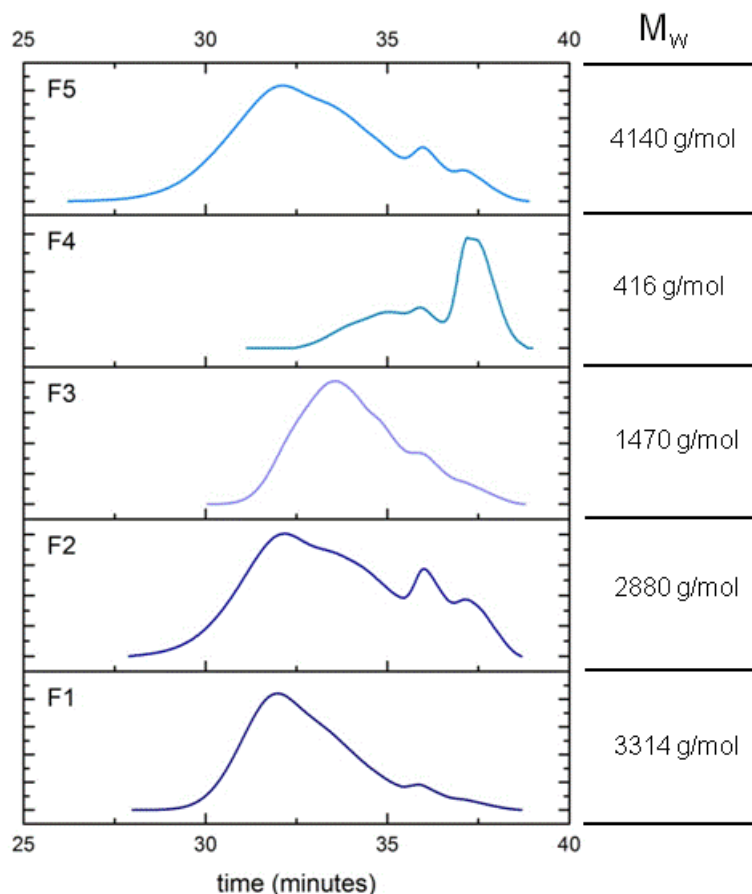 25 30 35 40 M_W
F5 4140 g/mol
F4 416 g/mol
F3 1470 g/mol
F2 2880 g/mol
F1 3314 g/mol
25 30 35 40
time (minutes)